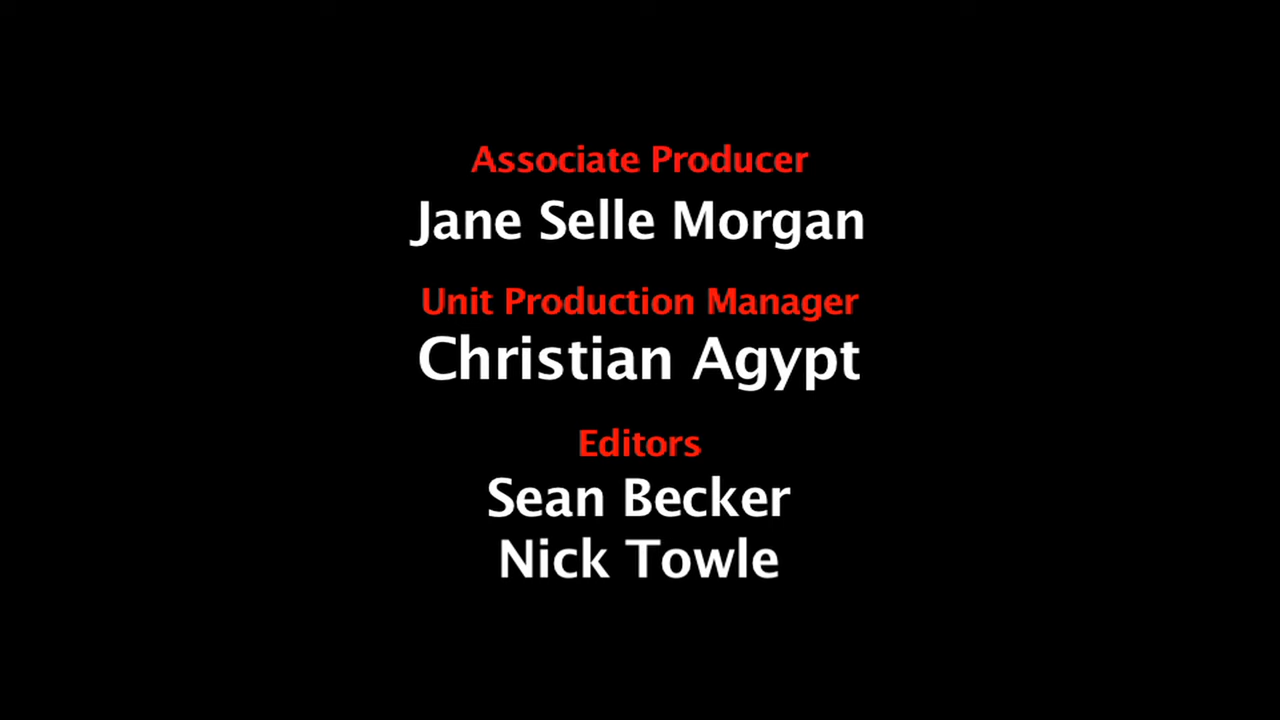 Associate Producer
Jane Selle Morgan
Unit Production Manager
Christian Agypt
Editors
Sean Becker
Nick Towle